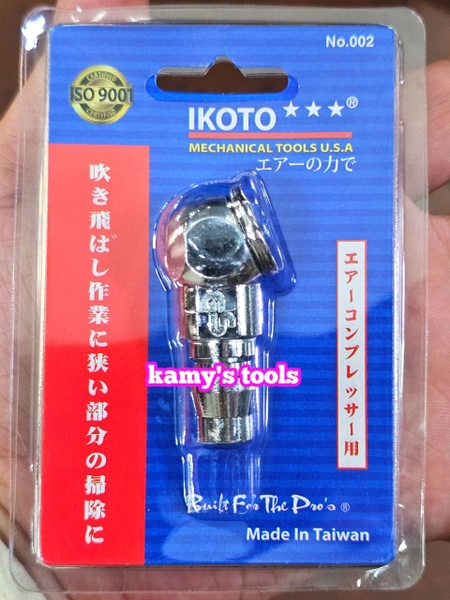 No.002
CERTIFIED
ISO 9001
CERTIFIED
IKOTO ★★★®
MECHANICAL TOOLS U.S.A
エアーの力で
吹き飛ばし作業に狭い部分の掃除に
エアーコンプレッサー用
kamy's tools
Built For The Pro's ®
Made In Taiwan